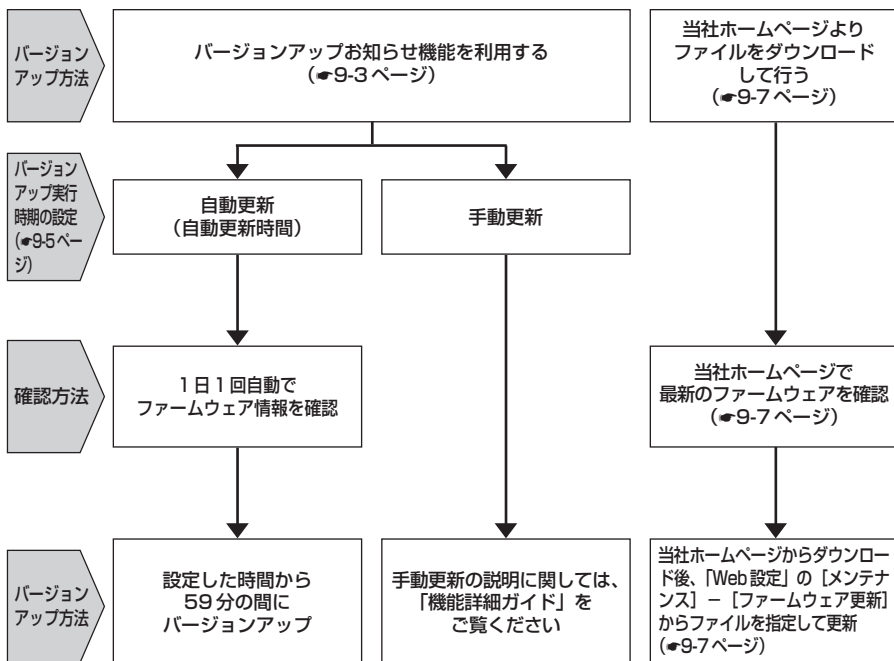 バージョン
アップ方法
バージョンアップお知らせ機能を利用する
(☛9-3ページ)
当社ホームページより
ファイルをダウンロード
して行う
(☛9-7ページ)
バージョン
アップ実行
時期の設定
(☛9-5ペー
ジ)
自動更新
(自動更新時間)
手動更新
確認方法
1日1回自動で
ファームウェア情報を確認
当社ホームページで
最新のファームウェアを確認
(☛9-7ページ)
バージョン
アップ方法
設定した時間から
59分の間に
バージョンアップ
手動更新の説明に関しては、
「機能詳細ガイド」を
ご覧ください
当社ホームページからダウンロー
ド後、「Web設定」の[メンテナ
ンス]-[ファームウェア更新]
からファイルを指定して更新
(☛9-7ページ)